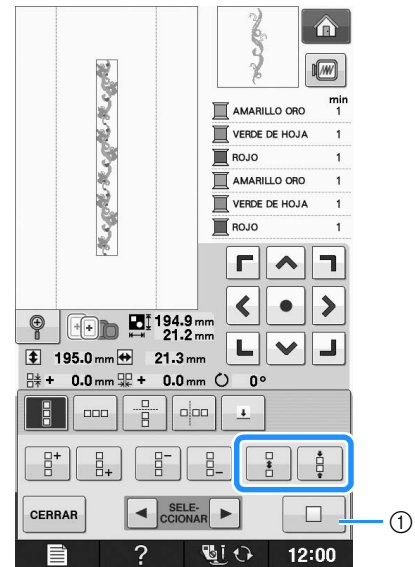 min
AMARILLO ORO 1
VERDE DE HOJA 1
ROJO 1
AMARILLO ORO 1
VERDE DE HOJA 1
ROJO 1
194.9 mm
21.2 mm
195.0 mm 21.3 mm
+ 0.0 mm + 0.0 mm 0°
CERRAR
SELE-
CCIONAR
①
? 12:00